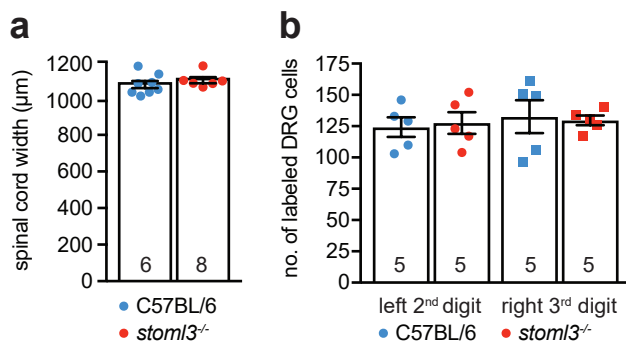 a
spinal cord width (µm)
1200
1000
800
600
400
200
0
6
8
C57BL/6
stoml3-/-
b
no. of labeled DRG cells
175
150
125
100
75
50
25
0
5
5
5
5
left 2nd digit
right 3rd digit
C57BL/6
stoml3-/-